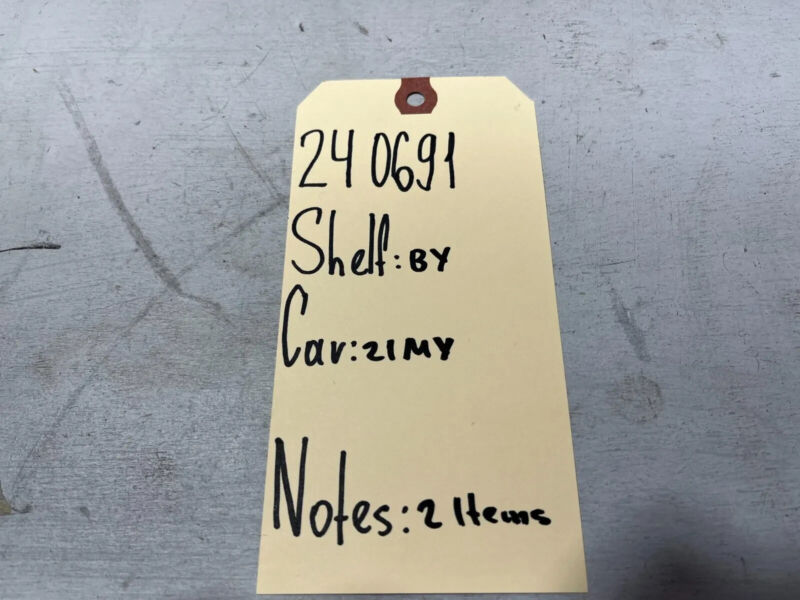 240691
Shelf: BY
Car: 21MY
Notes: 2 Items